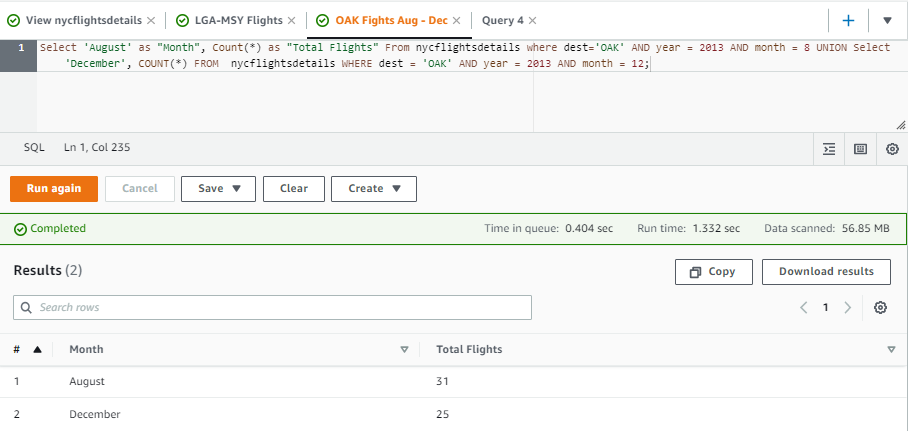 View nycflightsdetails LGA-MSY Flights OAK Fights Aug - Dec Query 4
1 Select 'August' as "Month", Count(*) as "Total Flights" From nycflightsdetails where dest='OAK' AND year = 2013 AND month = 8 UNION Select
'December', COUNT(*) FROM nycflightsdetails WHERE dest = 'OAK' AND year = 2013 AND month = 12;
SQL Ln 1, Col 235
Run again Cancel Save Clear Create
Completed Time in queue: 0.404 sec Run time: 1.332 sec Data scanned: 56.85 MB
Results (2) Copy Download results
Search rows 1
# Month Total Flights
1 August 31
2 December 25